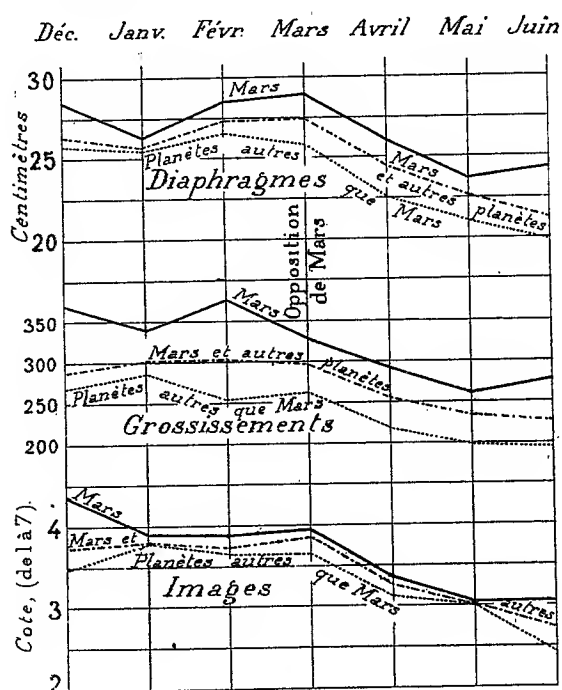 Déc. Janv. Févr. Mars Avril Mai Juin
30
Mars
Centimètres
25
Planètes autres que Mars
Mars et autres planètes
Diaphragmes
20
Opposition
de Mars
Mars
350
300
Mars et autres planètes
250
Planètes autres que Mars
Grossissements
200
Mars
Cote, (de 1 à 7).
4
Mars et autres
Planètes autres que Mars
Images
3
2